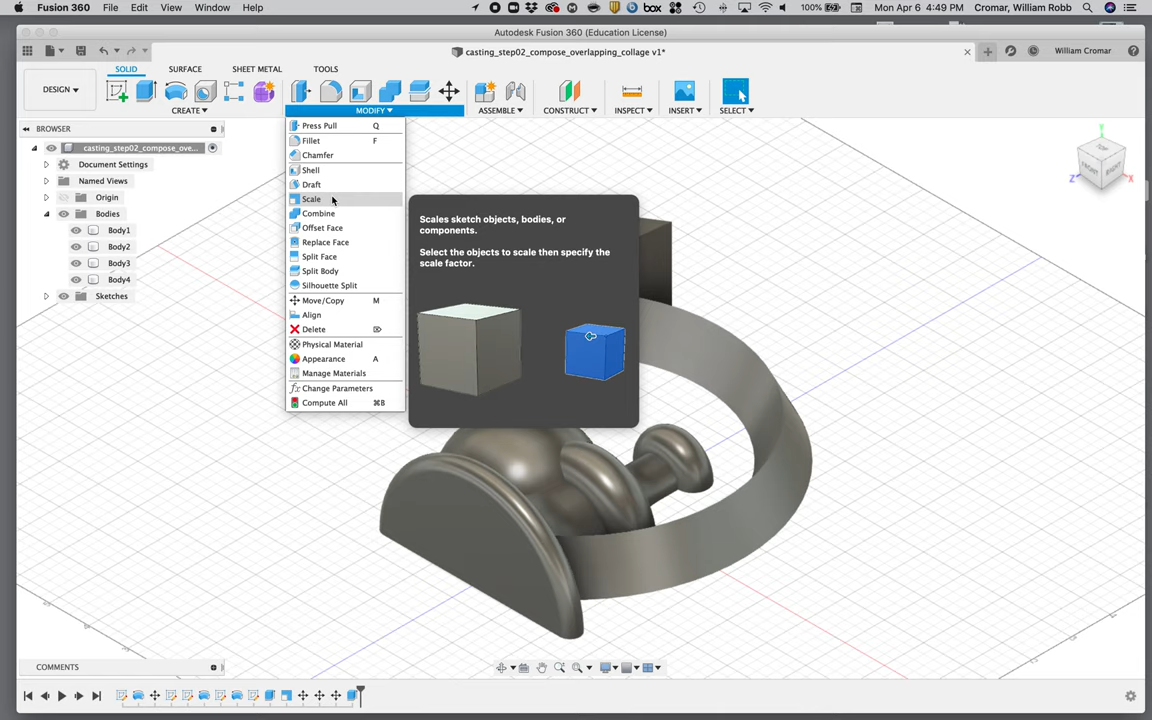 Fusion 360 File Edit View Window Help box 100% Mon Apr 6 4:49 PM Cromar, William Robb
Autodesk Fusion 360 (Education License)
casting_step02_compose_overlapping_collage v1*
William Cromar
SOLID SURFACE SHEET METAL TOOLS
DESIGN
CREATE MODIFY ASSEMBLE CONSTRUCT INSPECT INSERT SELECT
BROWSER
casting_step02_compose_ove...
Document Settings
Named Views
Origin
Bodies
Body1
Body2
Body3
Body4
Sketches
Press Pull Q
Fillet F
Chamfer
Shell
Draft
Scale
Combine
Offset Face
Replace Face
Split Face
Split Body
Silhouette Split
Move/Copy M
Align
Delete
Physical Material
Appearance A
Manage Materials
fx Change Parameters
Compute All ⌘B
Scales sketch objects, bodies, or
components.
Select the objects to scale then specify the
scale factor.
FRONT RIGHT
Z X Y
COMMENTS